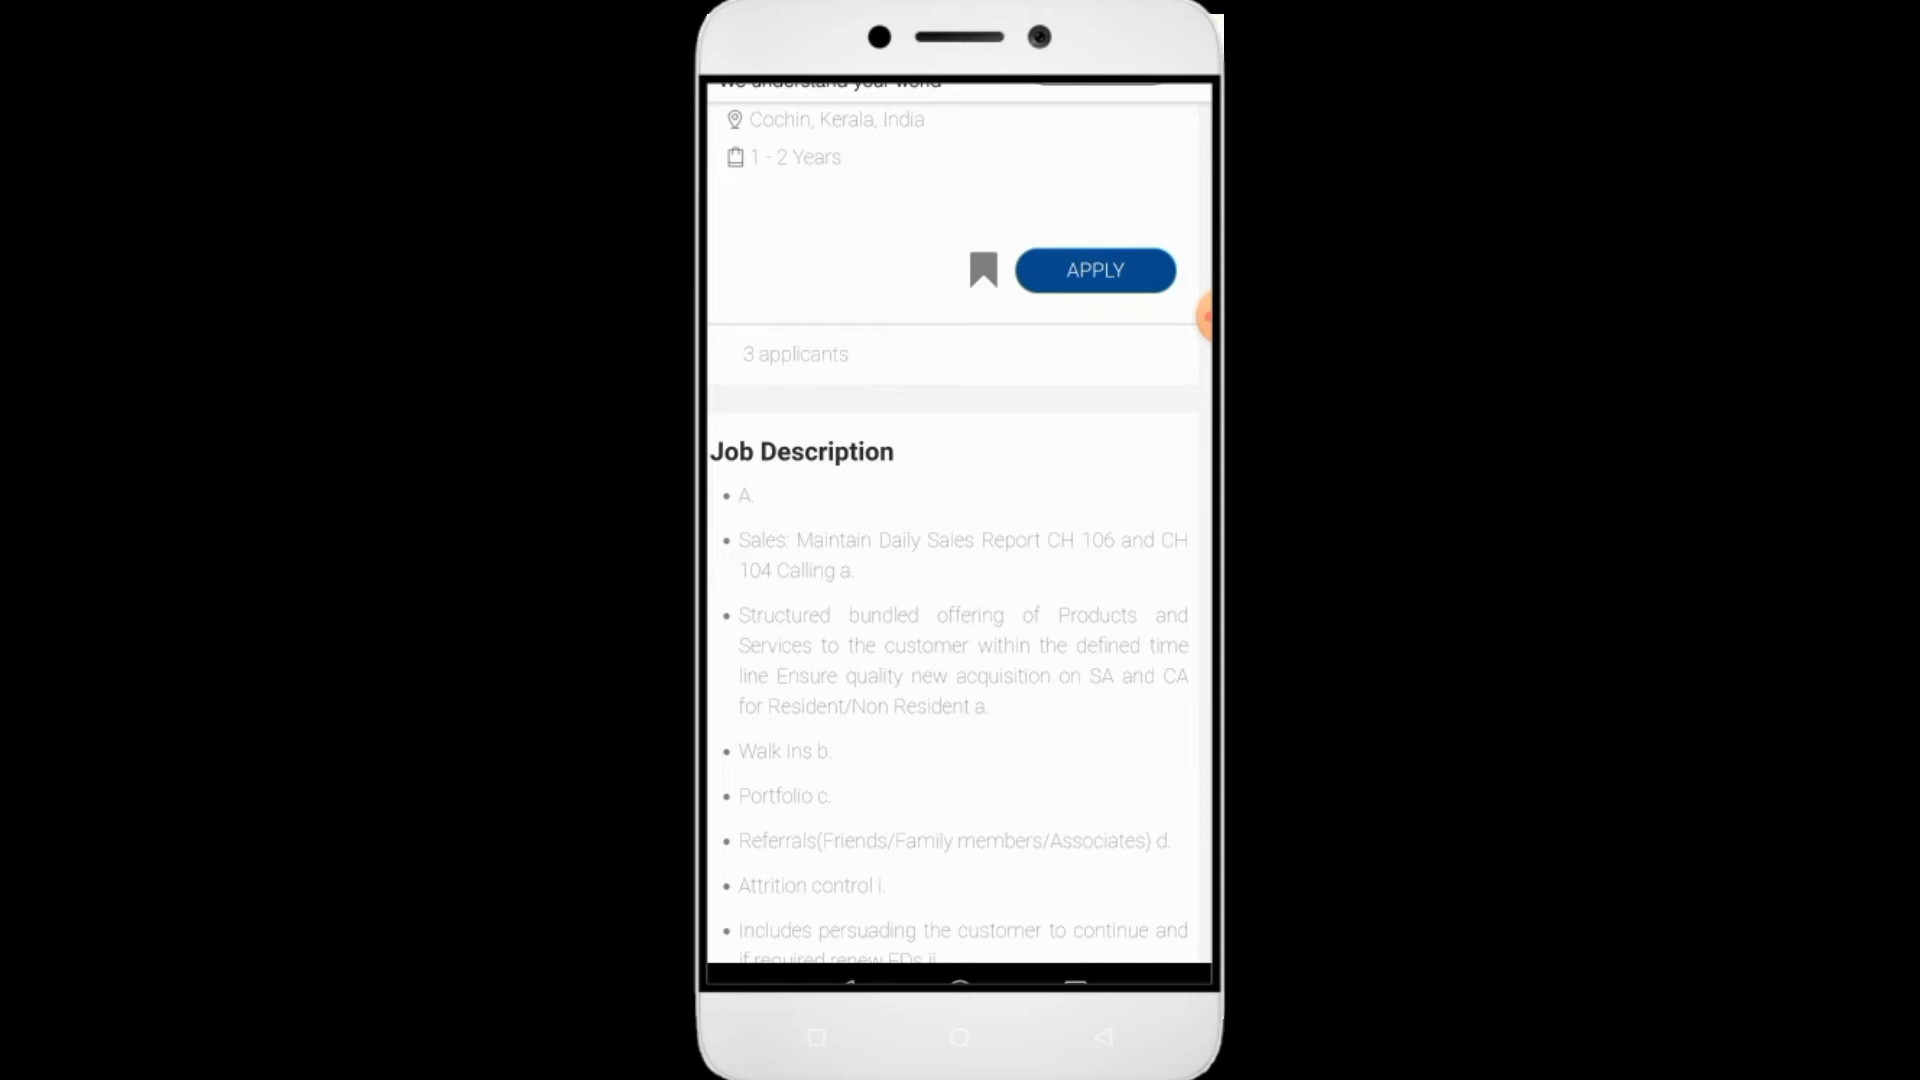 We understand your world
Cochin, Kerala, India
1 - 2 Years
APPLY
3 applicants
Job Description
• A.
• Sales: Maintain Daily Sales Report CH 106 and CH
104 Calling a.
• Structured bundled offering of Products and
Services to the customer within the defined time
line Ensure quality new acquisition on SA and CA
for Resident/Non Resident a.
• Walk Ins b.
• Portfolio c.
• Referrals(Friends/Family members/Associates) d.
• Attrition control i.
• Includes persuading the customer to continue and
if required renew FDs ii.